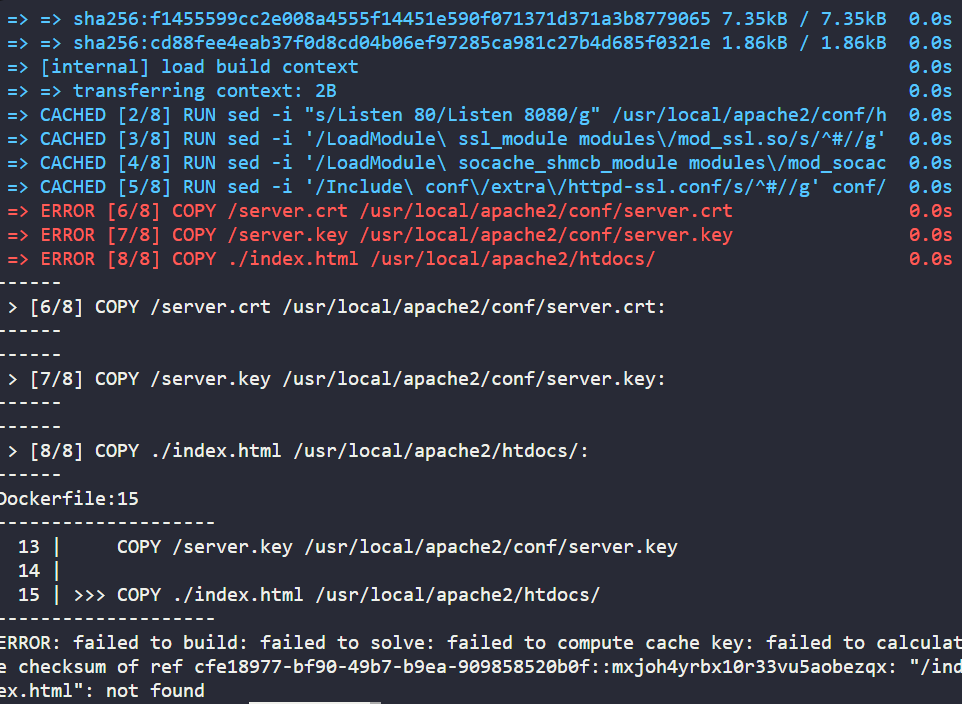 => => sha256:f1455599cc2e008a4555f14451e590f071371d371a3b8779065 7.35kB / 7.35kB 0.0s
=> => sha256:cd88fee4eab37f0d8cd04b06ef97285ca981c27b4d685f0321e 1.86kB / 1.86kB 0.0s
=> [internal] load build context 0.0s
=> => transferring context: 2B 0.0s
=> CACHED [2/8] RUN sed -i "s/Listen 80/Listen 8080/g" /usr/local/apache2/conf/h 0.0s
=> CACHED [3/8] RUN sed -i '/LoadModule\ ssl_module modules\/mod_ssl.so/s/^#//g' 0.0s
=> CACHED [4/8] RUN sed -i '/LoadModule\ socache_shmcb_module modules\/mod_socac 0.0s
=> CACHED [5/8] RUN sed -i '/Include\ conf\/extra\/httpd-ssl.conf/s/^#//g' conf/ 0.0s
=> ERROR [6/8] COPY /server.crt /usr/local/apache2/conf/server.crt 0.0s
=> ERROR [7/8] COPY /server.key /usr/local/apache2/conf/server.key 0.0s
=> ERROR [8/8] COPY ./index.html /usr/local/apache2/htdocs/ 0.0s
------
> [6/8] COPY /server.crt /usr/local/apache2/conf/server.crt:
------
------
> [7/8] COPY /server.key /usr/local/apache2/conf/server.key:
------
------
> [8/8] COPY ./index.html /usr/local/apache2/htdocs/:
------
Dockerfile:15
--------------------
13 | COPY /server.key /usr/local/apache2/conf/server.key
14 |
15 | >>> COPY ./index.html /usr/local/apache2/htdocs/
--------------------
ERROR: failed to build: failed to solve: failed to compute cache key: failed to calculat
e checksum of ref cfe18977-bf90-49b7-b9ea-909858520b0f::mxjoh4yrbx10r33vu5aobezqx: "/ind
ex.html": not found